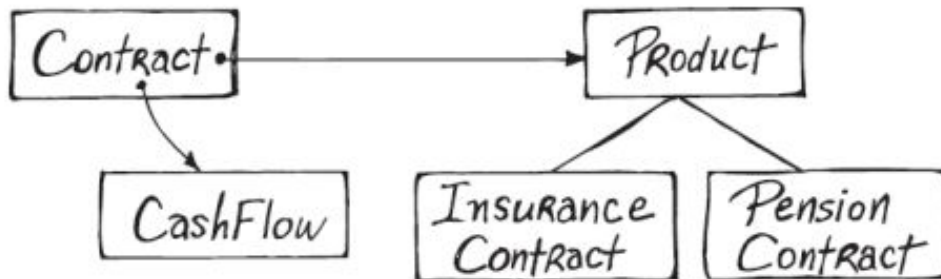 Contract
Product
CashFlow
Insurance
Contract
Pension
Contract